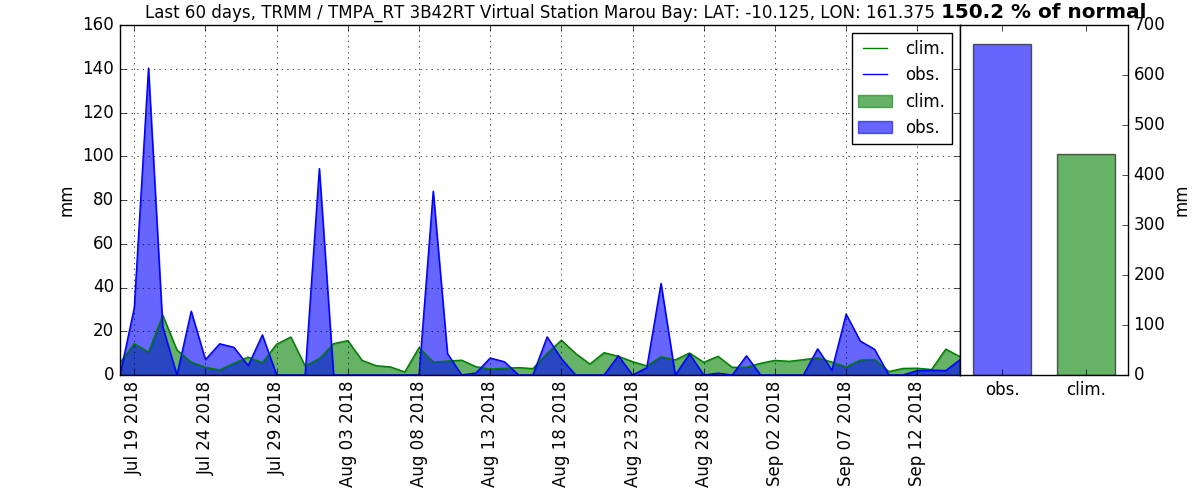 Last 60 days, TRMM / TMPA_RT 3B42RT Virtual Station Marou Bay: LAT: -10.125, LON: 161.375 150.2 % of normal
160
140
120
100
80
60
40
20
0
mm
clim.
obs.
clim.
obs.
Jul 19 2018
Jul 24 2018
Jul 29 2018
Aug 03 2018
Aug 08 2018
Aug 13 2018
Aug 18 2018
Aug 23 2018
Aug 28 2018
Sep 02 2018
Sep 07 2018
Sep 12 2018
700
600
500
400
300
200
100
0
mm
obs.
clim.